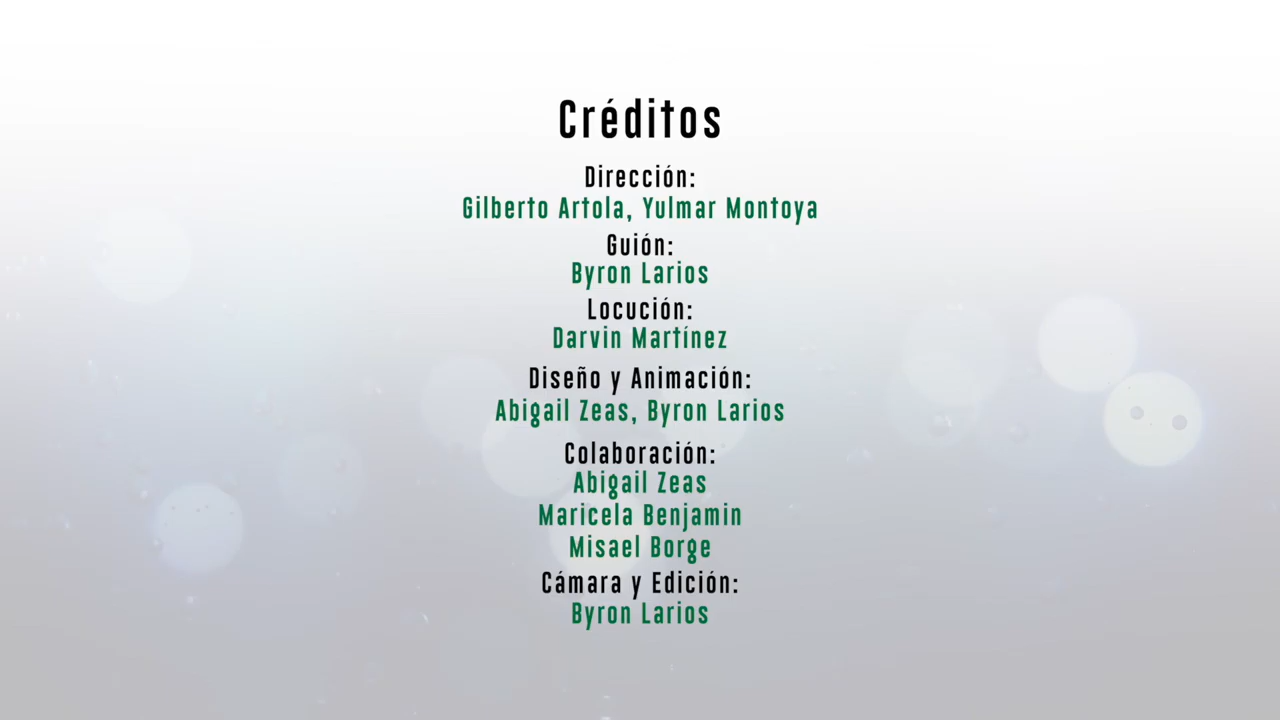 Créditos
Dirección:
Gilberto Artola, Yulmar Montoya
Guión:
Byron Larios
Locución:
Darvin Martínez
Diseño y Animación:
Abigail Zeas, Byron Larios
Colaboración:
Abigail Zeas
Maricela Benjamin
Misael Borge
Cámara y Edición:
Byron Larios